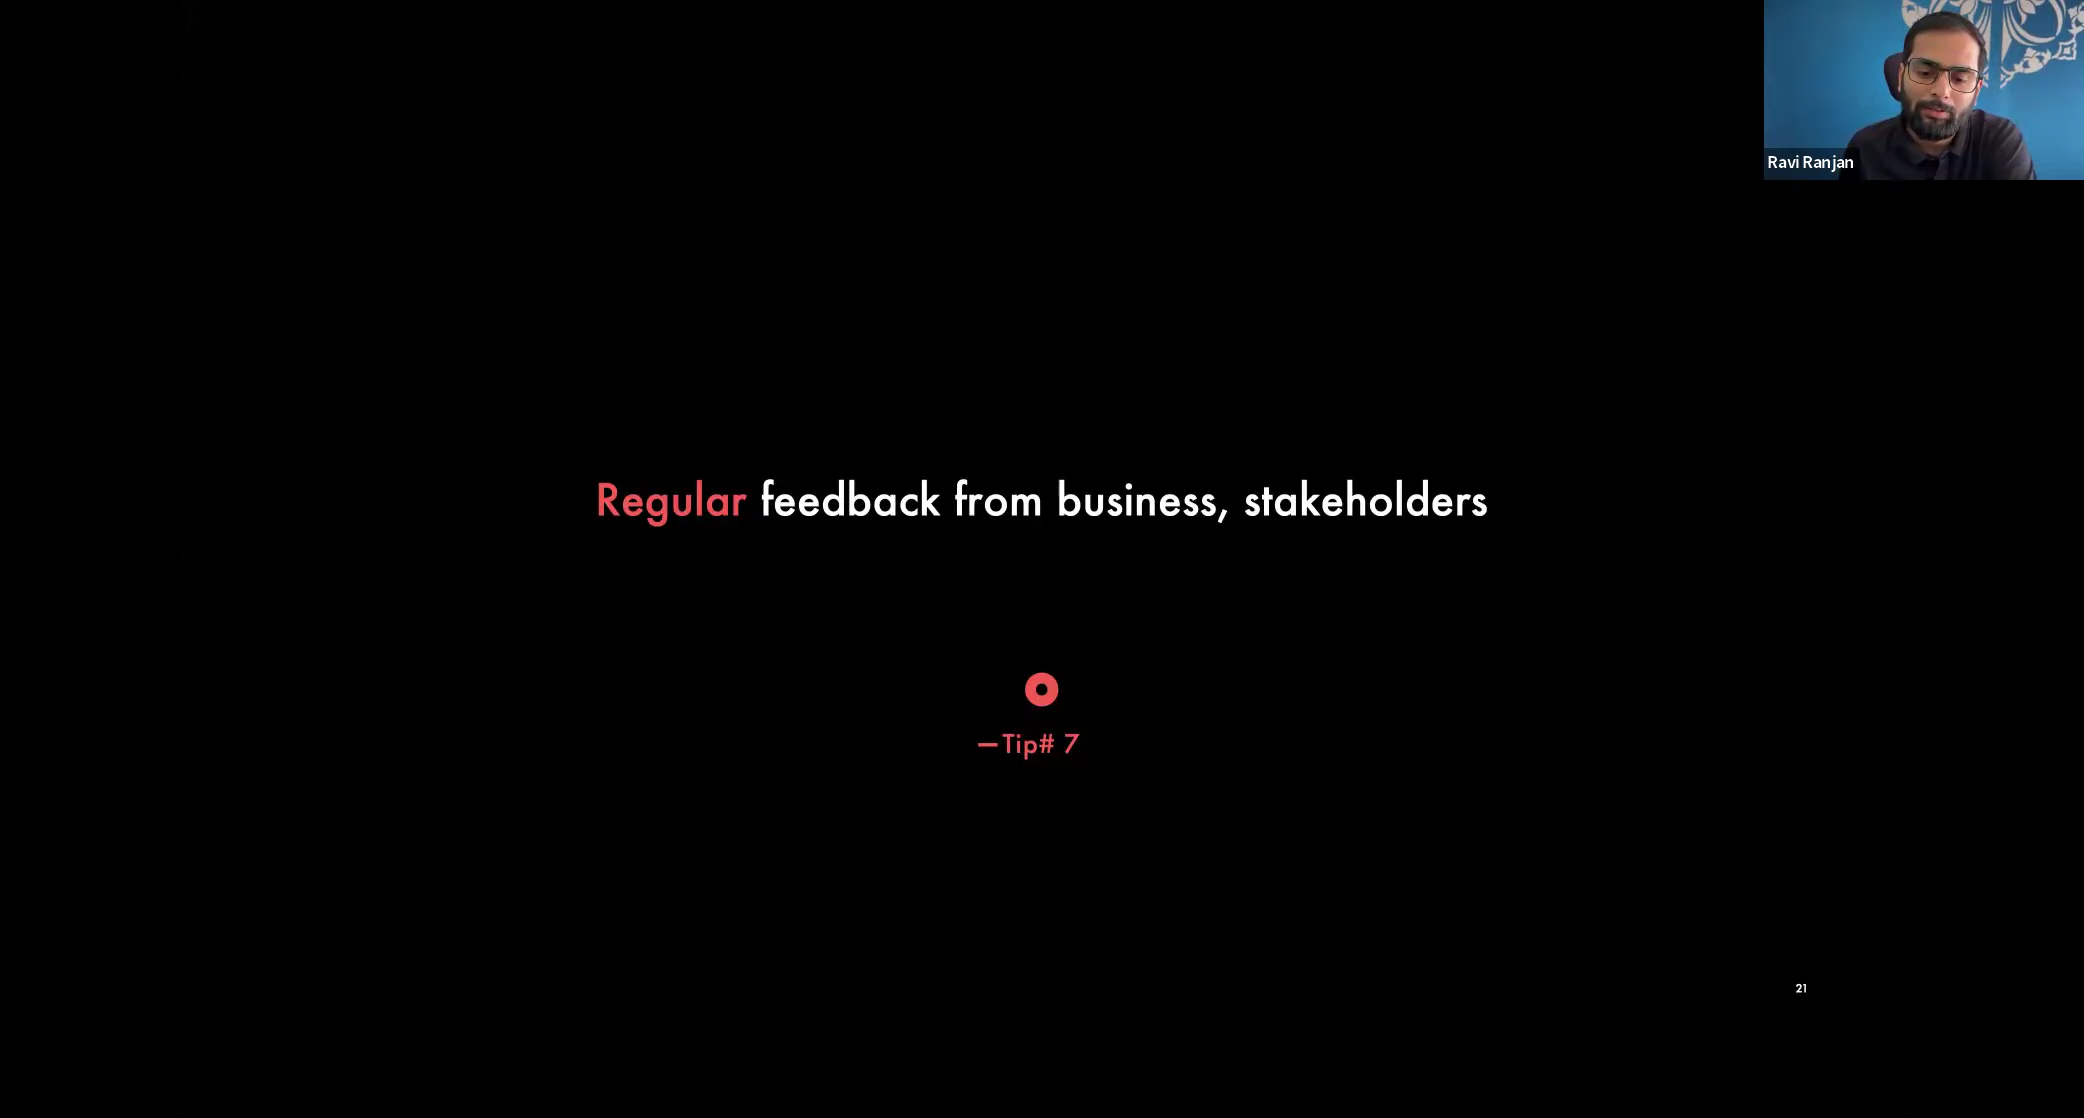 Ravi Ranjan
Regular feedback from business, stakeholders
—Tip# 7
21